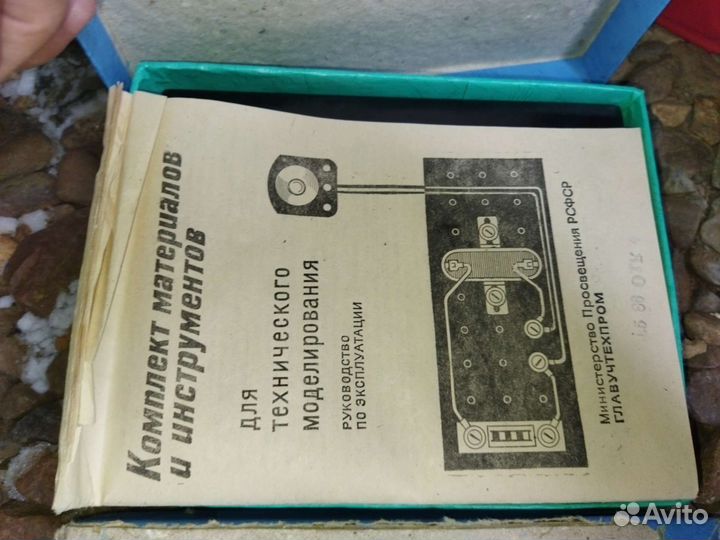 Комплект материалов
и инструментов
для
технического
моделирования
РУКОВОДСТВО
ПО ЭКСПЛУАТАЦИИ
Министерство Просвещения РСФСР
ГЛАВУЧТЕХПРОМ
Avito